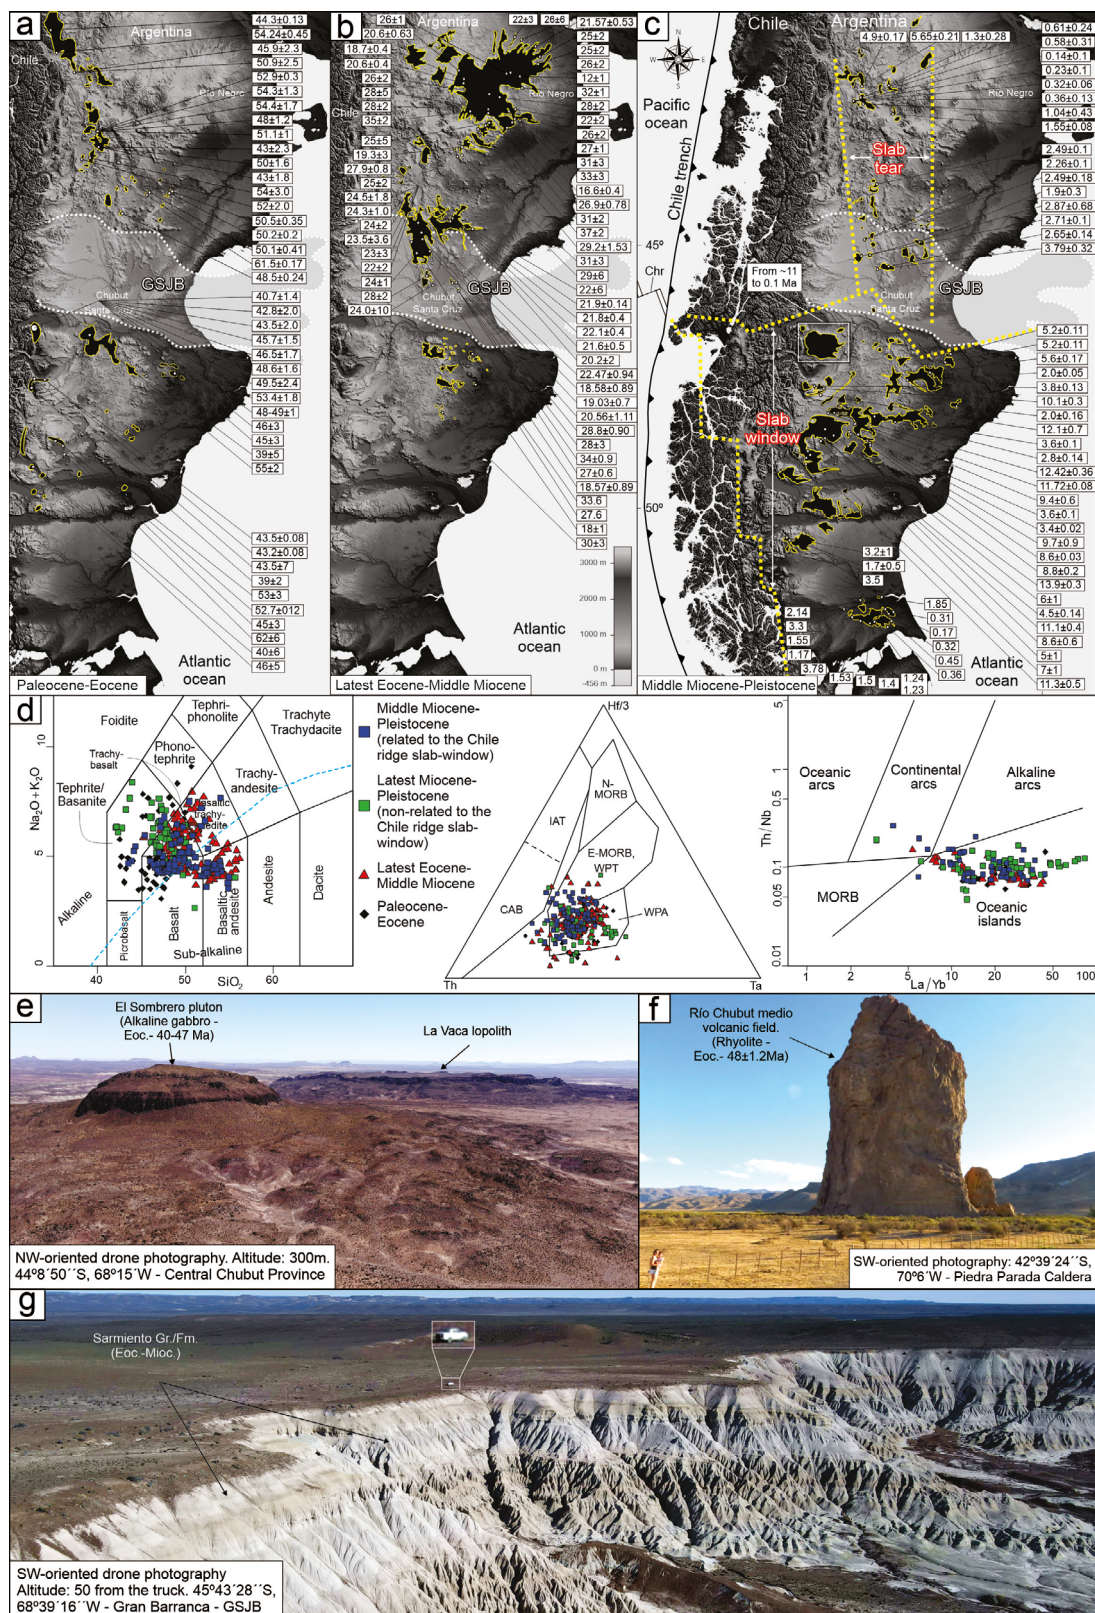 a
Argentina
Chile
Río Negro
GSJB
Chubut
Santa Cruz
Atlantic
ocean
Paleocene-Eocene
44.3±0.13
54.24±0.45
45.9±2.3
50.9±2.5
52.9±0.3
54.3±1.3
54.4±1.7
48±1.2
51.1±1
43±2.3
50±1.6
43±1.8
54±3.0
52±2.0
50.5±0.35
50.2±0.2
50.1±0.41
61.5±0.17
48.5±0.24
40.7±1.4
42.8±2.0
43.5±2.0
45.7±1.5
46.5±1.7
48.6±1.6
49.5±2.4
53.4±1.8
48-49±1
46±3
45±3
39±5
55±2
43.5±0.08
43.2±0.08
43.5±7
39±2
53±3
52.7±012
45±3
62±6
40±6
46±5
b
Argentina
Chile
Río Negro
GSJB
Chubut
Santa Cruz
Atlantic
ocean
Latest Eocene-Middle Miocene
26±1
20.6±0.63
18.7±0.4
20.6±0.4
26±2
28±5
28±2
35±2
25±5
19.3±3
27.9±0.8
25±2
24.5±1.8
24.3±1.0
24±2
23.5±3.6
23±3
22±2
24±1
28±2
24.0±10
22±3
26±6
21.57±0.53
25±2
25±2
26±2
12±1
32±1
28±2
22±2
26±2
27±1
31±3
33±3
16.6±0.4
26.9±0.78
31±2
37±2
29.2±1.53
31±3
29±6
22±6
21.9±0.14
21.8±0.4
22.1±0.4
21.6±0.5
20.2±2
22.47±0.94
18.58±0.89
19.03±0.7
20.56±1.11
28.8±0.90
28±3
34±0.9
27±0.6
18.57±0.89
33.6
27.6
18±1
30±3
3000 m
2000 m
1000 m
0 m
-456 m
c
N
W
E
S
Chile
Argentina
Pacific
ocean
Chile trench
45º
Chr
50º
Río Negro
Slab
tear
From ~11
to 0.1 Ma
GSJB
Chubut
Santa Cruz
Slab
window
Atlantic
ocean
Middle Miocene-Pleistocene
4.9±0.17
5.65±0.21
1.3±0.28
0.61±0.24
0.58±0.31
0.14±0.1
0.23±0.1
0.32±0.06
0.36±0.13
1.04±0.43
1.55±0.08
2.49±0.1
2.26±0.1
2.49±0.18
1.9±0.3
2.87±0.68
2.71±0.1
2.65±0.14
3.79±0.32
5.2±0.11
5.2±0.11
5.6±0.17
2.0±0.05
3.8±0.13
10.1±0.3
2.0±0.16
12.1±0.7
3.6±0.1
2.8±0.14
12.42±0.36
11.72±0.08
9.4±0.6
3.6±0.1
3.4±0.02
9.7±0.9
8.6±0.03
8.8±0.2
13.9±0.3
6±1
4.5±0.14
11.1±0.4
8.6±0.6
5±1
7±1
11.3±0.5
3.2±1
1.7±0.5
3.5
1.85
0.31
0.17
0.32
0.45
0.36
2.14
3.3
1.55
1.17
3.78
1.53
1.5
1.4
1.24
1.23
d
Na₂O+K₂O
10
5
0
40
50
60
SiO₂
Foidite
Tephri-
phonolite
Trachyte
Trachydacite
Phono-
tephrite
Trachy-
basalt
Tephrite/
Basanite
Trachy-
andesite
Basaltic
trachy-
Alkaline
Picrobasalt
Basalt
Basaltic
andesite
Andesite
Dacite
Sub-alkaline
Middle Miocene-
Pleistocene
(related to the Chile
ridge slab-window)
Latest Miocene-
Pleistocene
(non-related to the
Chile ridge slab-
window)
Latest Eocene-
Middle Miocene
Paleocene-
Eocene
Hf/3
N-
MORB
IAT
E-MORB,
WPT
CAB
WPA
Th
Ta
Th/Nb
5
1
0.5
0.1
0.05
0.01
Oceanic
arcs
Continental
arcs
Alkaline
arcs
MORB
Oceanic
islands
1
2
5
10
20
50
100
La/Yb
e
El Sombrero pluton
(Alkaline gabbro -
Eoc.- 40-47 Ma)
La Vaca lopolith
NW-oriented drone photography. Altitude: 300m.
44º8´50´´S, 68º15´W - Central Chubut Province
f
Río Chubut medio
volcanic field.
(Rhyolite -
Eoc.- 48±1.2Ma)
SW-oriented photography: 42º39´24´´S,
70º6´W - Piedra Parada Caldera
g
Sarmiento Gr./Fm.
(Eoc.-Mioc.)
SW-oriented drone photography
Altitude: 50 from the truck. 45º43´28´´S,
68º39´16´´W - Gran Barranca - GSJB